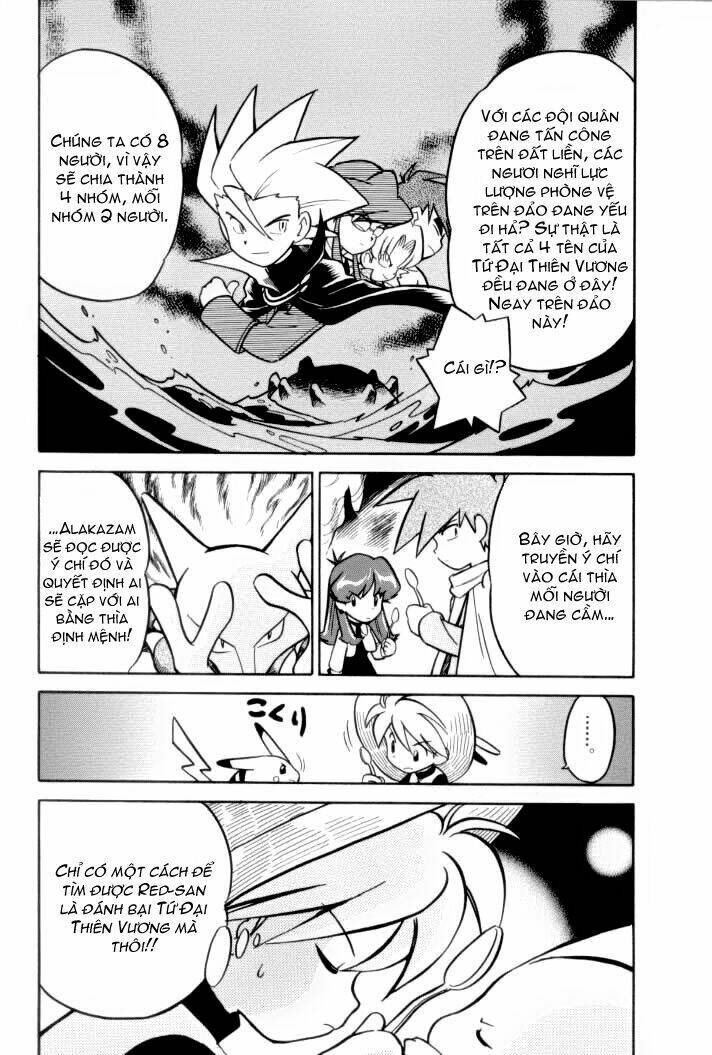 Với các đội quân
đang tấn công
trên đất liền, các
ngươi nghĩ lực
lượng phòng vệ
trên đảo đang yếu
đi hả? Sự thật là
tất cả 4 tên của
Tứ Đại Thiên Vương
đều đang ở đây!
Ngay trên đảo
này!
Cái gì!?
Chúng ta có 8
người, vì vậy
sẽ chia thành
4 nhóm, mỗi
nhóm 2 người.
Bây giờ, hãy
truyền ý chí
vào cái thìa
mỗi người
đang cầm...
...Alakazam
sẽ đọc được
ý chí đó và
quyết định ai
sẽ cặp với ai
bằng thìa
định mệnh!
......。
こくり
Chỉ có một cách để
tìm được Red-san
là đánh bại Tứ Đại
Thiên Vương mà
thôi!!